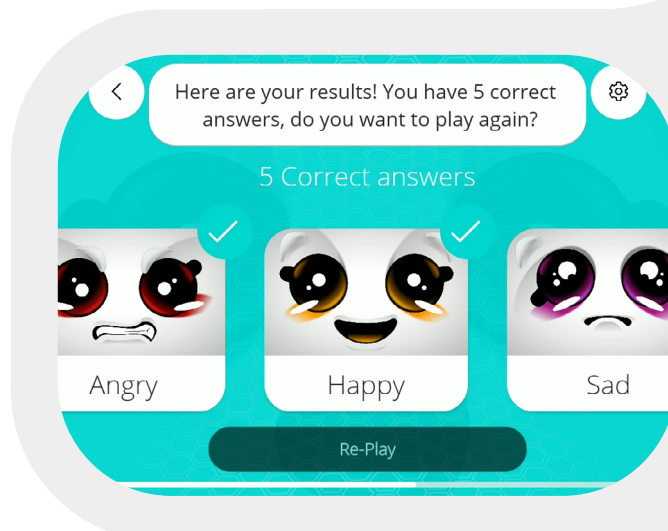 Here are your results! You have 5 correct
answers, do you want to play again?
5 Correct answers
Angry
Happy
Sad
Re-Play